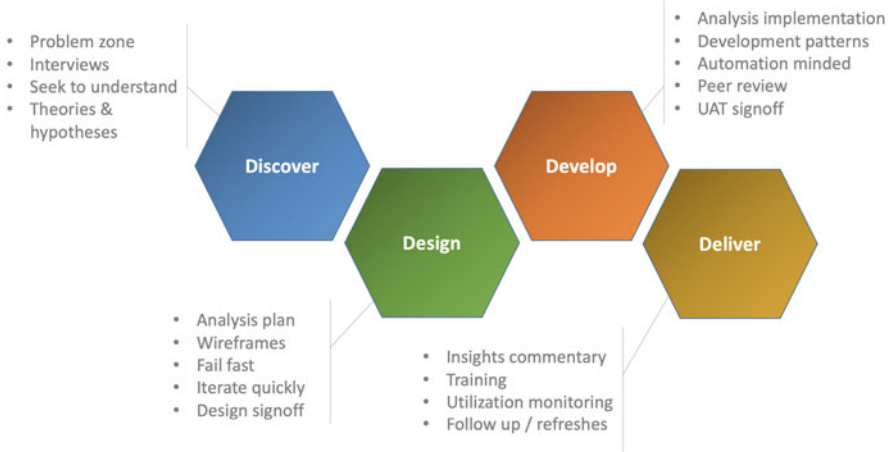 • Problem zone
• Interviews
• Seek to understand
• Theories &
hypotheses
Discover
• Analysis plan
• Wireframes
• Fail fast
• Iterate quickly
• Design signoff
Design
• Analysis implementation
• Development patterns
• Automation minded
• Peer review
• UAT signoff
Develop
• Insights commentary
• Training
• Utilization monitoring
• Follow up / refreshes
Deliver